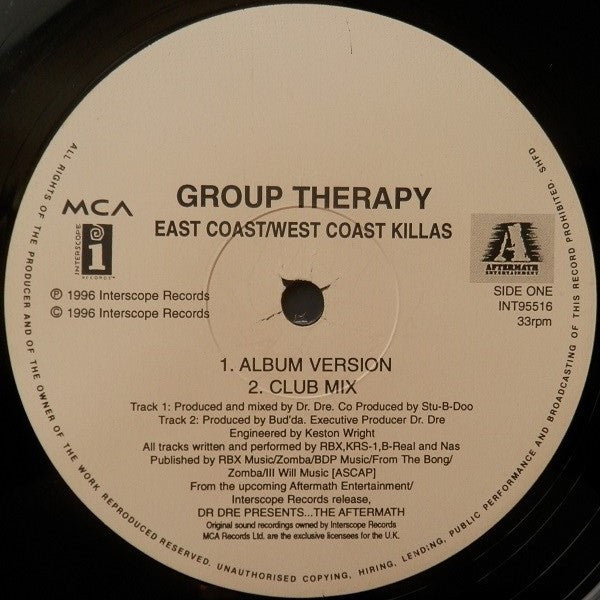 GROUP THERAPY
EAST COAST/WEST COAST KILLAS
MCA
INTERSCOPE
i
RECORDS
℗ 1996 Interscope Records
© 1996 Interscope Records
A
AFTERMATH
ENTERTAINMENT
SIDE ONE
INT95516
33rpm
1. ALBUM VERSION
2. CLUB MIX
Track 1: Produced and mixed by Dr. Dre. Co Produced by Stu-B-Doo
Track 2: Produced by Bud'da. Executive Producer Dr. Dre
Engineered by Keston Wright
All tracks written and performed by RBX,KRS-1,B-Real and Nas
Published by RBX Music/Zomba/BDP Music/From The Bong/
Zomba/Ill Will Music [ASCAP]
From the upcoming Aftermath Entertainment/
Interscope Records release,
DR DRE PRESENTS...THE AFTERMATH
Original sound recordings owned by Interscope Records
MCA Records Ltd. are the exclusive licensees for the U.K.
ALL RIGHTS OF THE PRODUCER AND OF THE OWNER OF THE WORK REPRODUCED RESERVED. UNAUTHORISED COPYING, HIRING, LENDING, PUBLIC PERFORMANCE AND BROADCASTING OF THIS RECORD PROHIBITED. SHFD